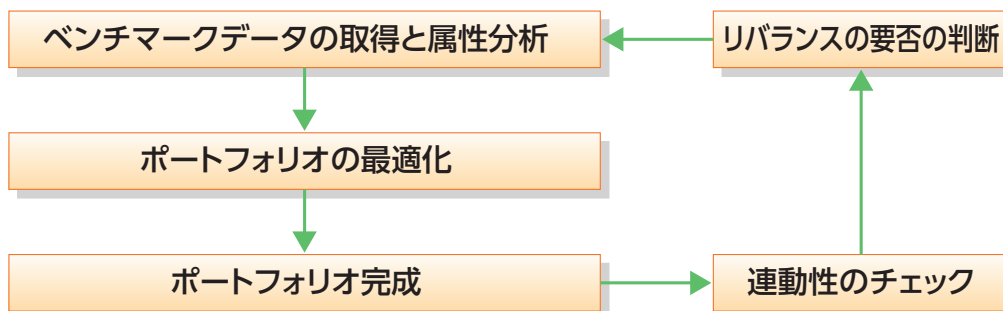 ベンチマークデータの取得と属性分析
リバランスの要否の判断
ポートフォリオの最適化
ポートフォリオ完成
連動性のチェック